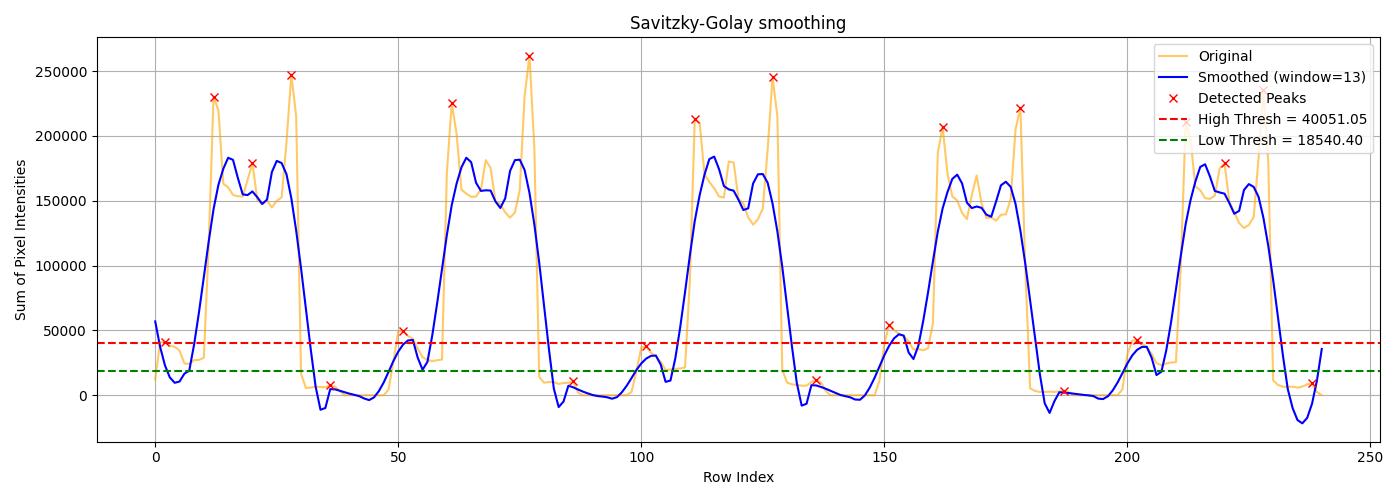 Savitzky-Golay smoothing
Original
Smoothed (window=13)
Detected Peaks
High Thresh = 40051.05
Low Thresh = 18540.40
Sum of Pixel Intensities
250000
200000
150000
100000
50000
0
0 50 100 150 200 250
Row Index